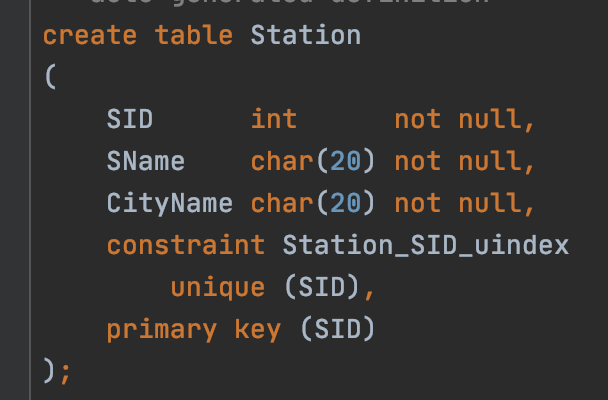 create table Station
(
    SID      int      not null,
    SName    char(20) not null,
    CityName char(20) not null,
    constraint Station_SID_uindex
        unique (SID),
    primary key (SID)
);